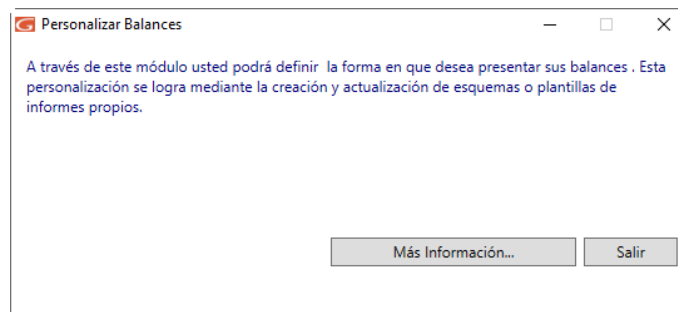 Personalizar Balances
A través de este módulo usted podrá definir la forma en que desea presentar sus balances . Esta
personalización se logra mediante la creación y actualización de esquemas o plantillas de
informes propios.
Más Información... Salir